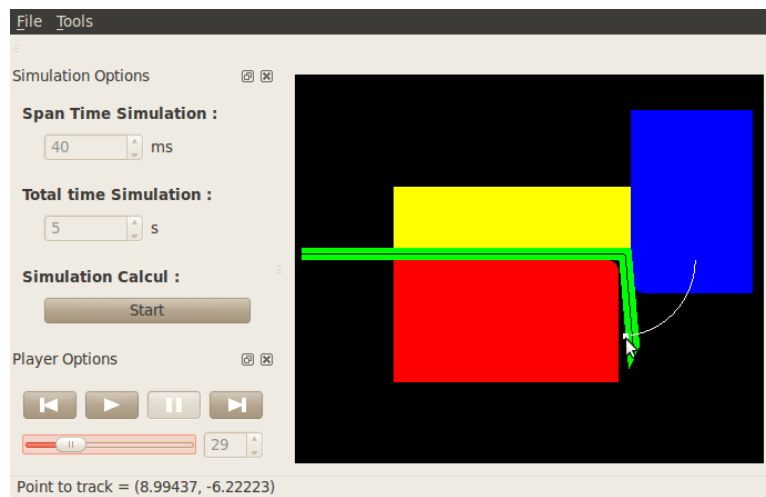 File Tools
Simulation Options
Span Time Simulation :
40 ms
Total time Simulation :
5 s
Simulation Calcul :
Start
Player Options
29
Point to track = (8.99437, -6.22223)